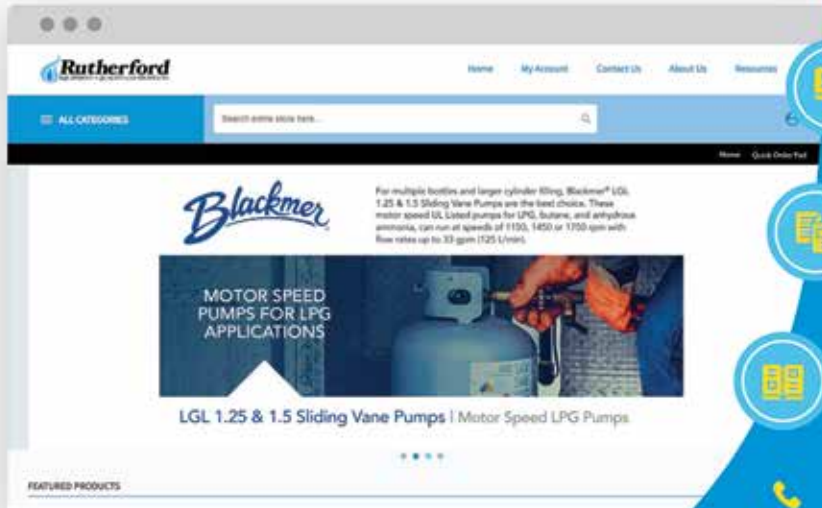 Rutherford
Home My Account Contact Us About Us Resources
ALL CATEGORIES
Search entire store here...
Home Quick Order Pad
Blackmer
For multiple bottles and larger cylinder filling, Blackmer® LGL
1.25 & 1.5 Sliding Vane Pumps are the best choice. These
motor speed UL Listed pumps for LPG, butane, and anhydrous
ammonia, can run at speeds of 1150, 1450 or 1750 rpm with
flow rates up to 33 gpm (125 L/min).
MOTOR SPEED
PUMPS FOR LPG
APPLICATIONS
LGL 1.25 & 1.5 Sliding Vane Pumps | Motor Speed LPG Pumps
FEATURED PRODUCTS